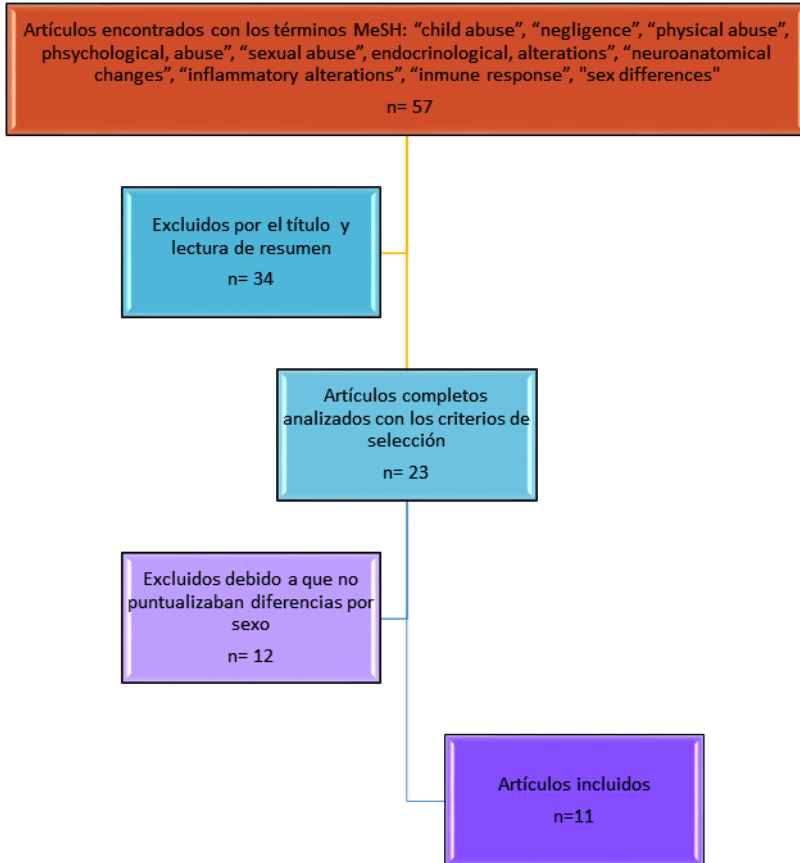 Artículos encontrados con los términos MeSH: “child abuse”, “negligence”, “physical abuse”,
phsychological, abuse”, “sexual abuse”, endocrinological, alterations”, “neuroanatomical
changes”, “inflammatory alterations”, “inmune response”, "sex differences"
n= 57
Excluidos por el título y
lectura de resumen
n= 34
Artículos completos
analizados con los criterios de
selección
n= 23
Excluidos debido a que no
puntualizaban diferencias por
sexo
n= 12
Artículos incluidos
n=11